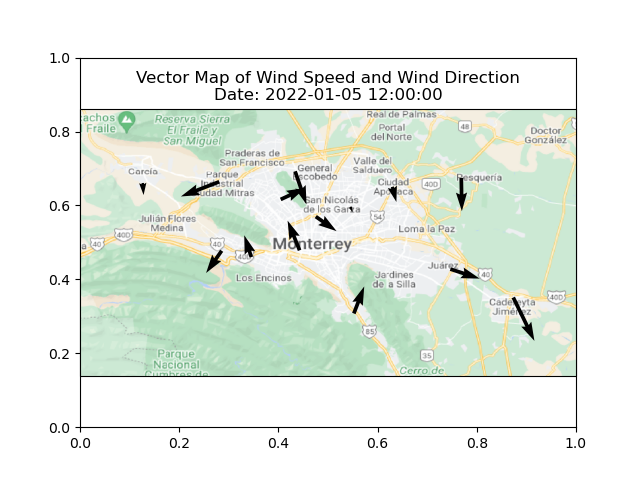 Vector Map of Wind Speed and Wind Direction
Date: 2022-01-05 12:00:00
1.0
0.8
0.6
0.4
0.2
0.0
0.0 0.2 0.4 0.6 0.8 1.0
achos
Fraile
Reserva Sierra
El Fraile y
San Miguel
Real de Palmas
Portal
del Norte
48
Doctor
González
Praderas de
San Francisco
Valle del
Salduero
García
Parque
Industrial
Ciudad Mitras
General
Escobedo
Ciudad
Apodaca
40D
Pesquería
San Nicolás
de los Garza
54
Julián Flores
Medina
Loma la Paz
40
40
40D
Monterrey
Los Encinos
Juárez
40
Jardines
de la Silla
Cadereyta
Jiménez
40D
85
35
Parque
Nacional
Cumbres de
Cerro de